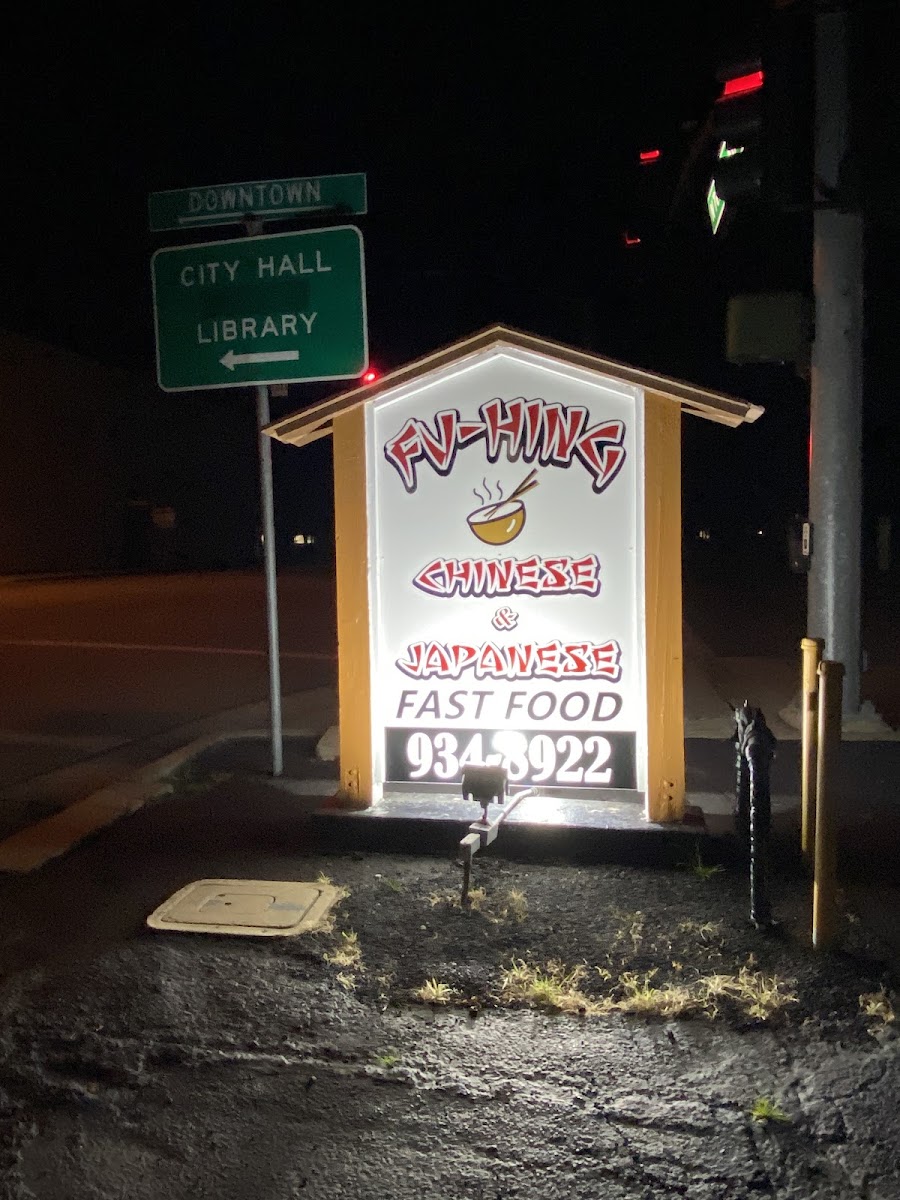 DOWNTOWN
CITY HALL
LIBRARY
FU-HING
CHINESE
&
JAPANESE
FAST FOOD
934-8922